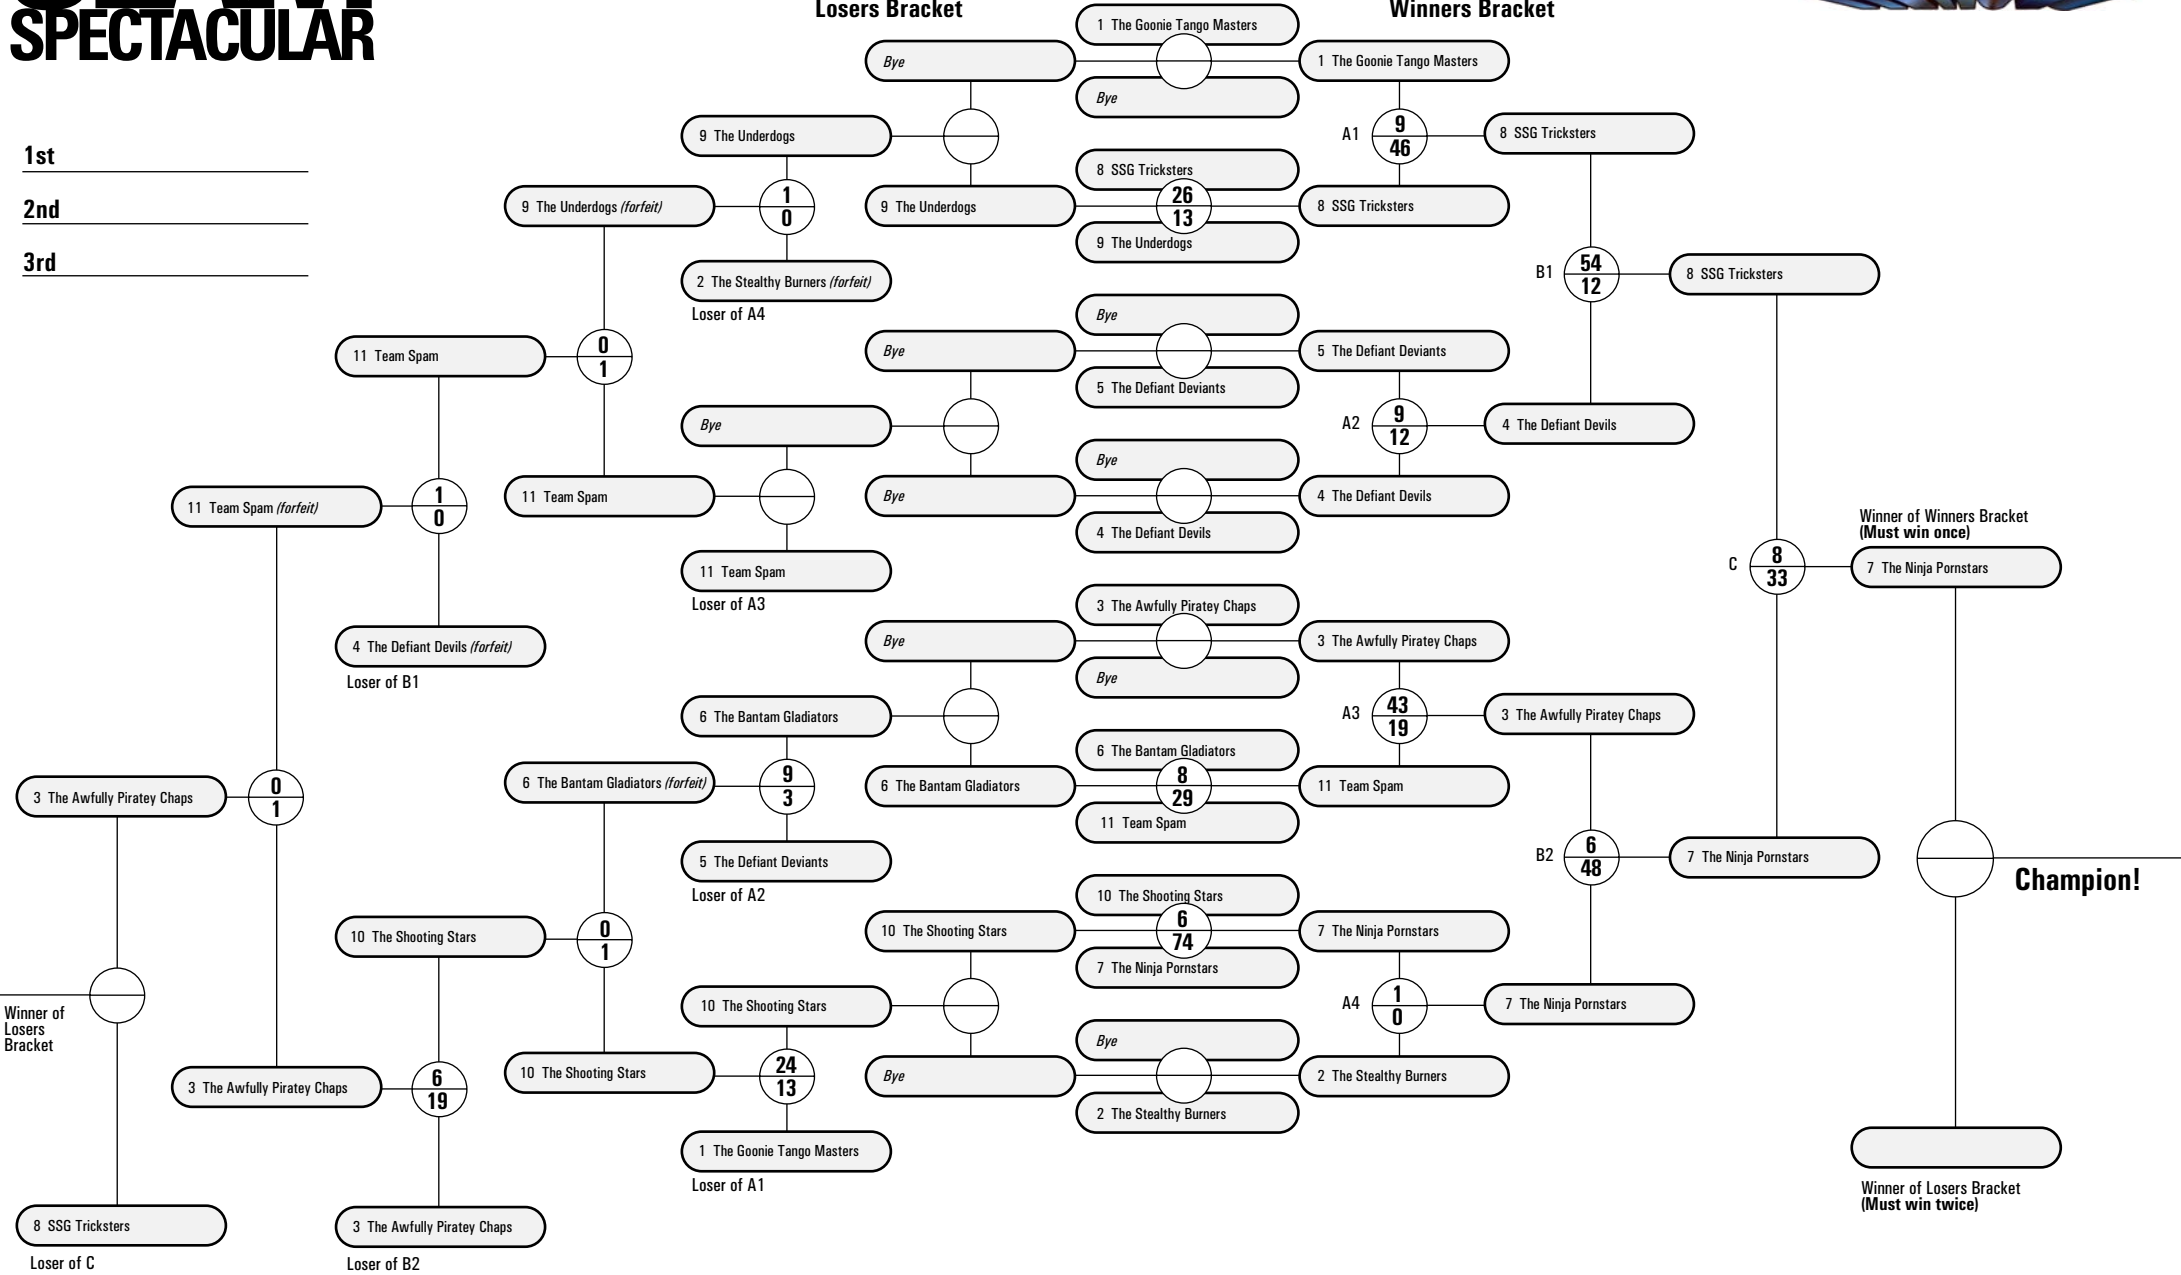 SPECTACULAR
1st
2nd
3rd
Losers Bracket
Winners Bracket
1 The Goonie Tango Masters
Bye
1 The Goonie Tango Masters
Bye
9 The Underdogs
A1
9
46
8 SSG Tricksters
8 SSG Tricksters
9 The Underdogs (forfeit)
1
0
9 The Underdogs
26
13
8 SSG Tricksters
9 The Underdogs
2 The Stealthy Burners (forfeit)
Loser of A4
B1
54
12
8 SSG Tricksters
Bye
11 Team Spam
0
1
Bye
5 The Defiant Deviants
5 The Defiant Deviants
Bye
A2
9
12
4 The Defiant Devils
Bye
11 Team Spam (forfeit)
1
0
11 Team Spam
Bye
4 The Defiant Devils
4 The Defiant Devils
Winner of Winners Bracket
(Must win once)
11 Team Spam
Loser of A3
C
8
33
7 The Ninja Pornstars
3 The Awfully Piratey Chaps
4 The Defiant Devils (forfeit)
Loser of B1
Bye
3 The Awfully Piratey Chaps
Bye
6 The Bantam Gladiators
A3
43
19
3 The Awfully Piratey Chaps
6 The Bantam Gladiators
3 The Awfully Piratey Chaps
0
1
6 The Bantam Gladiators (forfeit)
9
3
6 The Bantam Gladiators
8
29
11 Team Spam
11 Team Spam
5 The Defiant Deviants
Loser of A2
B2
6
48
7 The Ninja Pornstars
Champion!
10 The Shooting Stars
10 The Shooting Stars
0
1
10 The Shooting Stars
6
74
7 The Ninja Pornstars
7 The Ninja Pornstars
Winner of
Losers
Bracket
10 The Shooting Stars
A4
1
0
7 The Ninja Pornstars
Bye
3 The Awfully Piratey Chaps
6
19
10 The Shooting Stars
24
13
Bye
2 The Stealthy Burners
2 The Stealthy Burners
1 The Goonie Tango Masters
Loser of A1
Winner of Losers Bracket
(Must win twice)
8 SSG Tricksters
Loser of C
3 The Awfully Piratey Chaps
Loser of B2